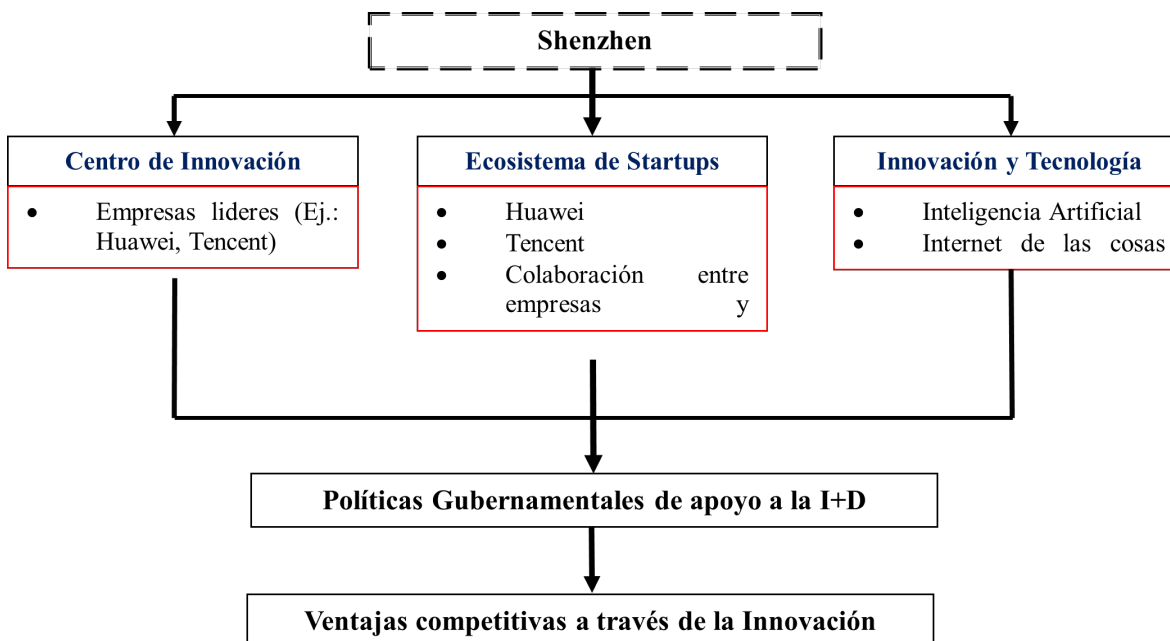 Shenzhen
Centro de Innovación
• Empresas lideres (Ej.:
Huawei, Tencent)
Ecosistema de Startups
• Huawei
• Tencent
• Colaboración entre
empresas y
Innovación y Tecnología
• Inteligencia Artificial
• Internet de las cosas
Políticas Gubernamentales de apoyo a la I+D
Ventajas competitivas a través de la Innovación